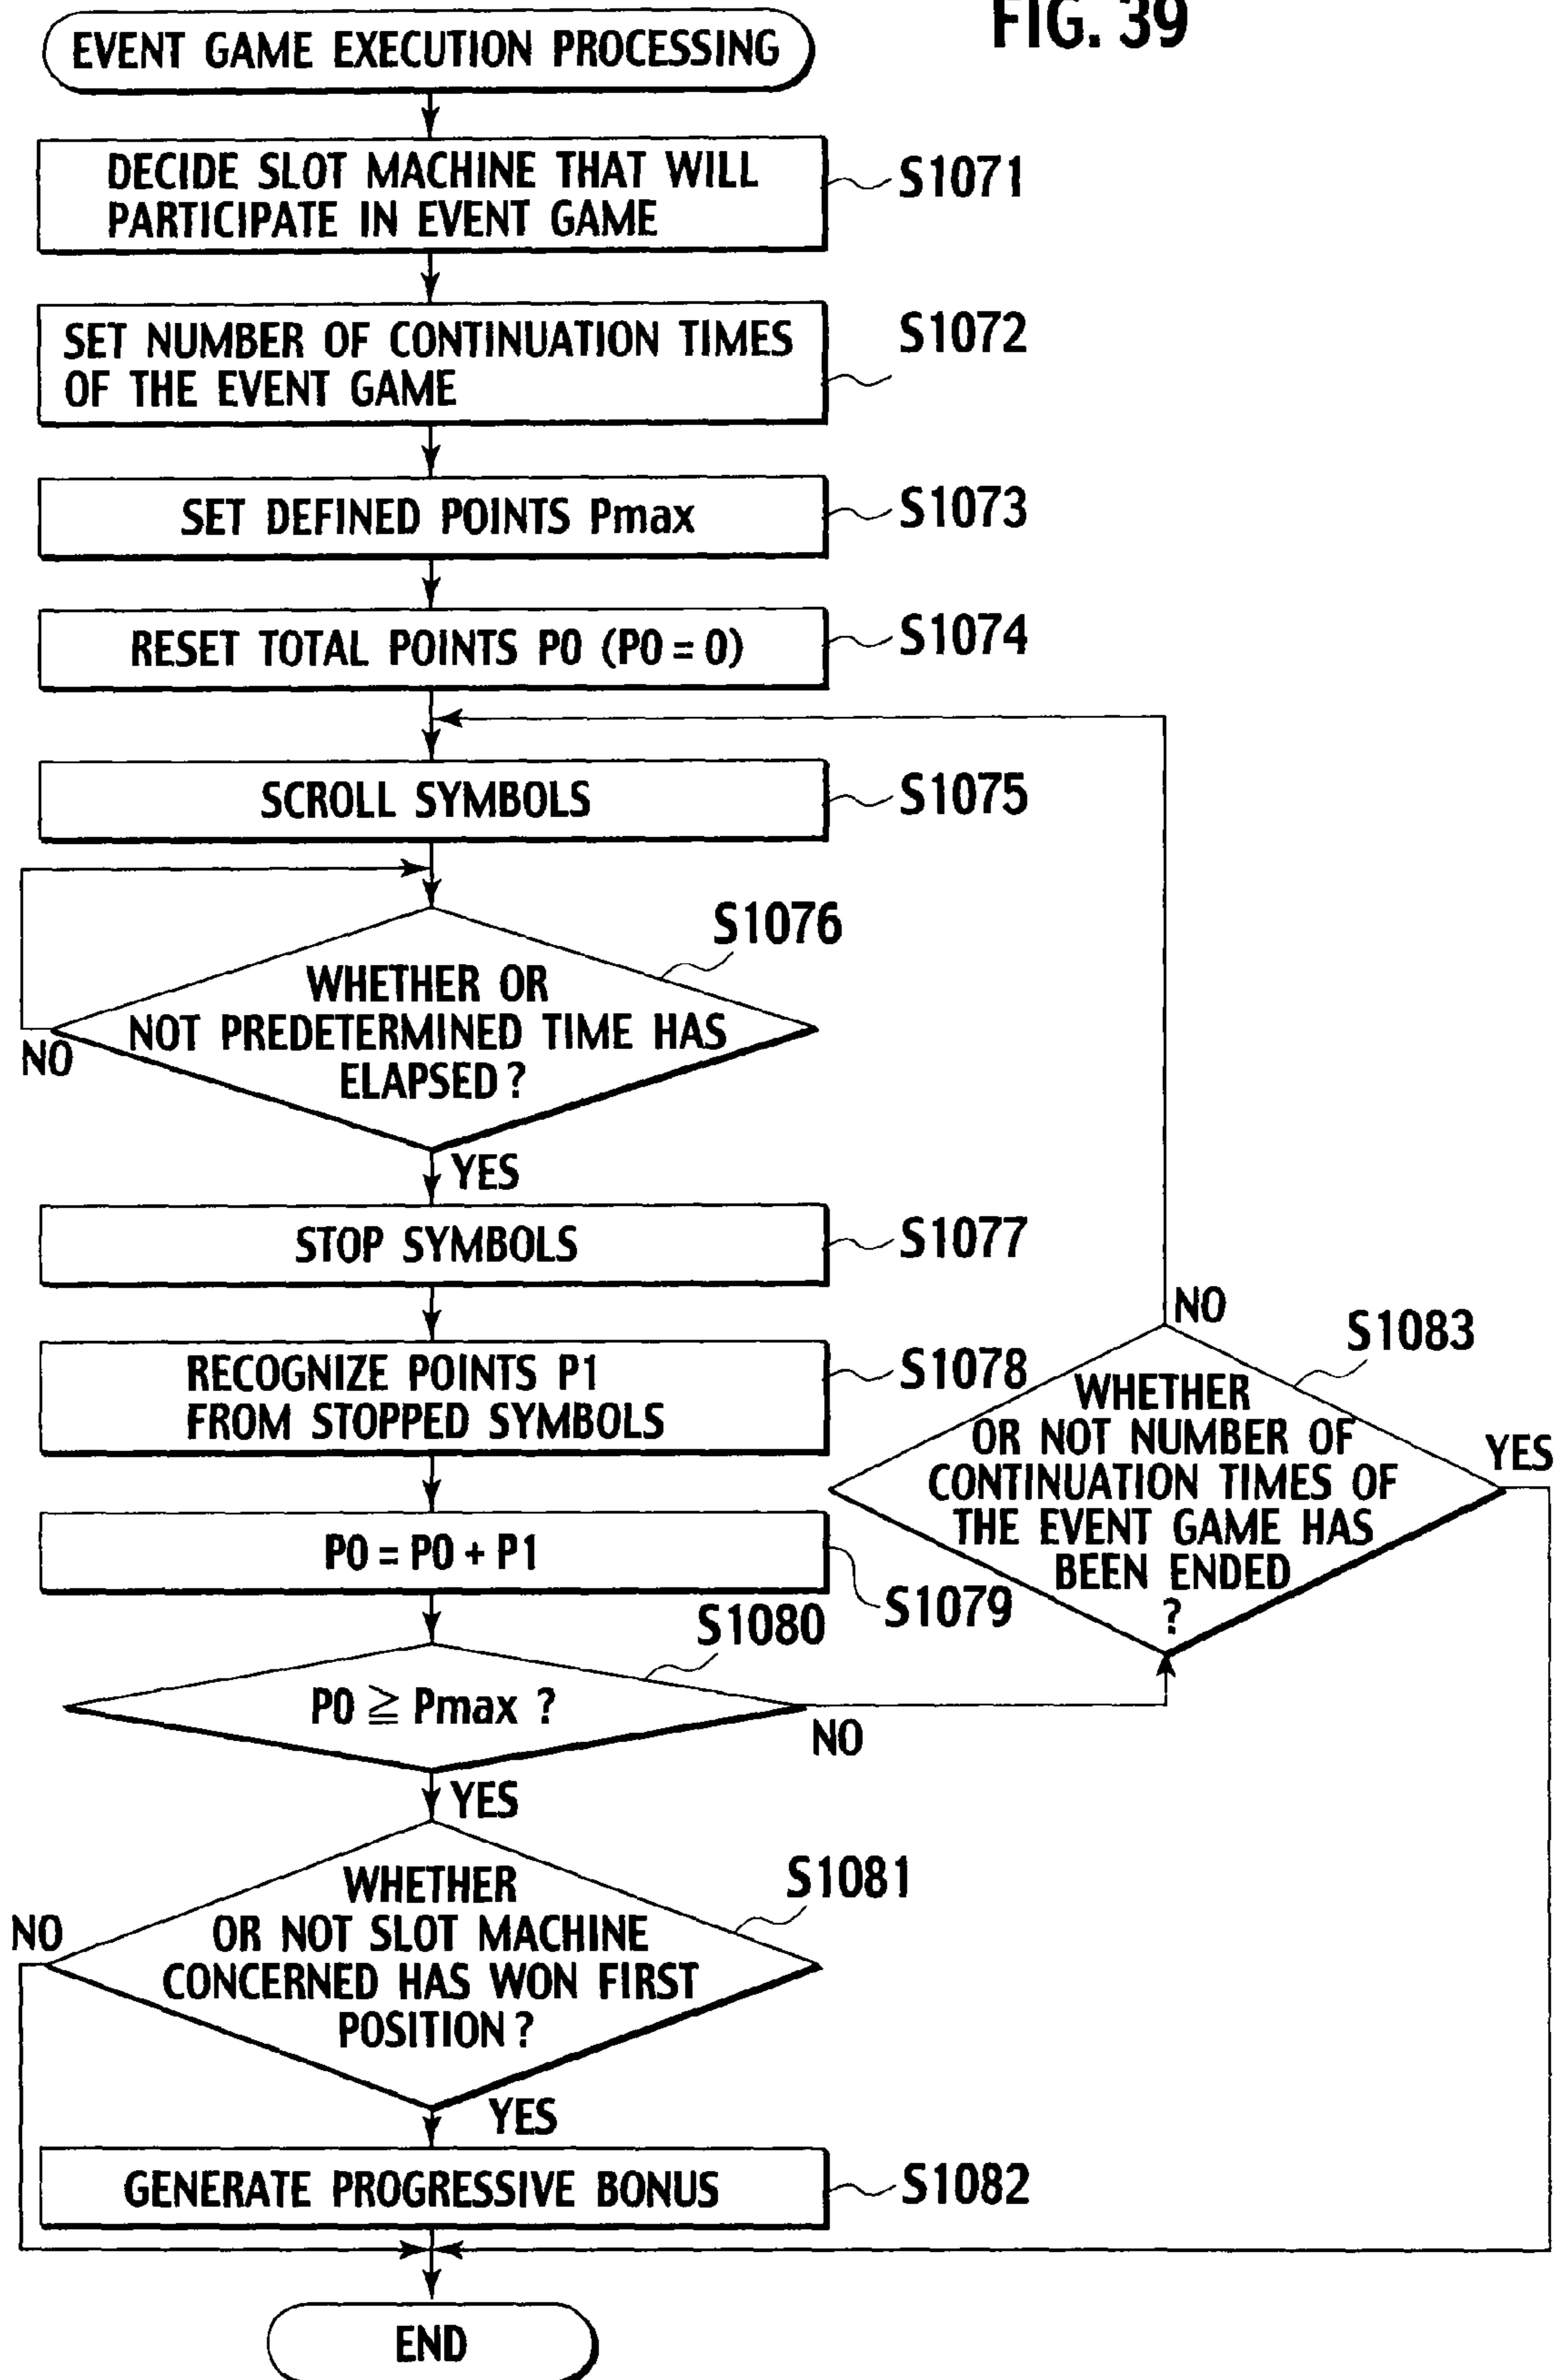 FIG. 39
EVENT GAME EXECUTION PROCESSING
DECIDE SLOT MACHINE THAT WILL
PARTICIPATE IN EVENT GAME
S1071
SET NUMBER OF CONTINUATION TIMES
OF THE EVENT GAME
S1072
SET DEFINED POINTS Pmax
S1073
RESET TOTAL POINTS P0 (P0 = 0)
S1074
SCROLL SYMBOLS
S1075
S1076
WHETHER OR
NOT PREDETERMINED TIME HAS
ELAPSED ?
NO
YES
STOP SYMBOLS
S1077
RECOGNIZE POINTS P1
FROM STOPPED SYMBOLS
S1078
P0 = P0 + P1
S1079
S1080
P0 ≧ Pmax ?
NO
YES
NO
S1083
WHETHER
OR NOT NUMBER OF
CONTINUATION TIMES OF
THE EVENT GAME HAS
BEEN ENDED
?
YES
S1081
WHETHER
OR NOT SLOT MACHINE
CONCERNED HAS WON FIRST
POSITION ?
NO
YES
GENERATE PROGRESSIVE BONUS
S1082
END